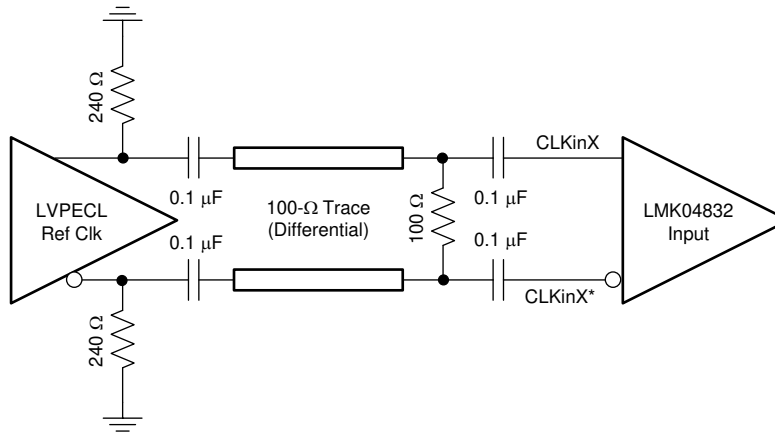 240 Ω
CLKinX
0.1 µF
0.1 µF
LVPECL
Ref Clk
100-Ω Trace
(Differential)
100 Ω
LMK04832
Input
0.1 µF
0.1 µF
CLKinX*
240 Ω